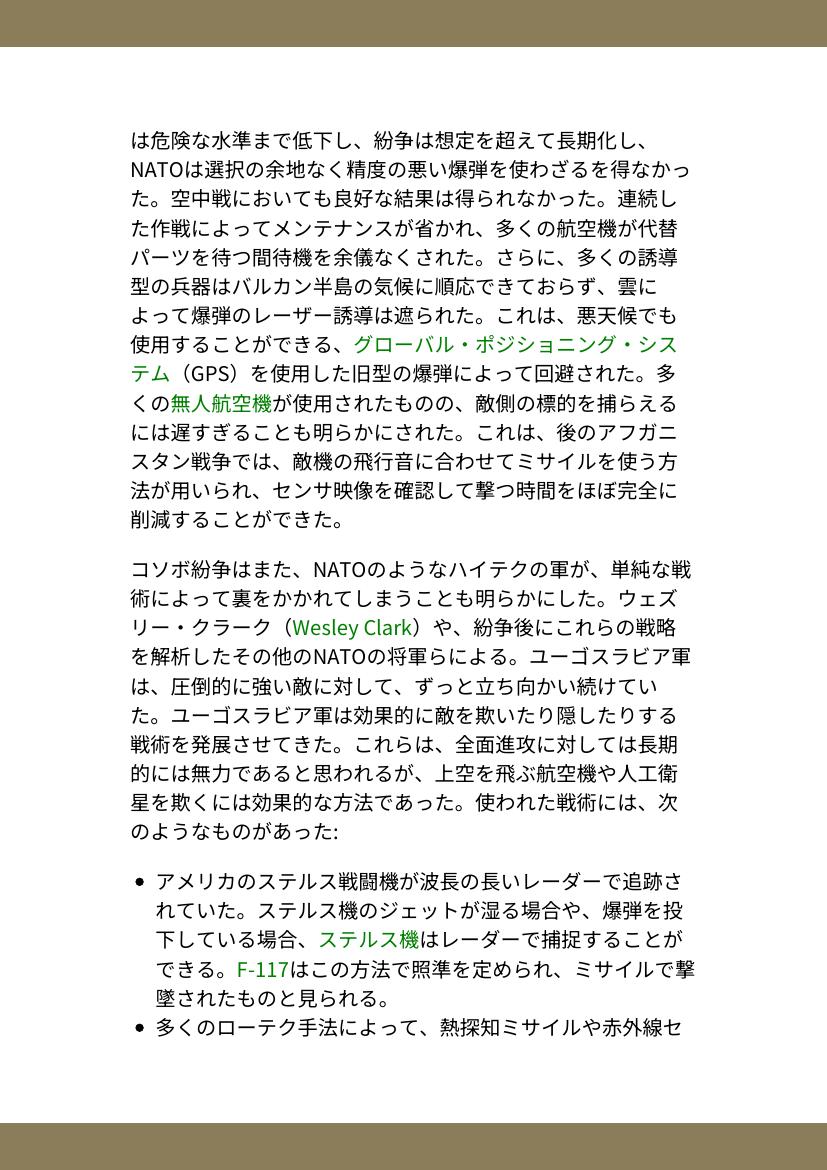 は危険な水準まで低下し、紛争は想定を超えて長期化し、
NATOは選択の余地なく精度の悪い爆弾を使わざるを得なかっ
た。空中戦においても良好な結果は得られなかった。連続し
た作戦によってメンテナンスが省かれ、多くの航空機が代替
パーツを待つ間待機を余儀なくされた。さらに、多くの誘導
型の兵器はバルカン半島の気候に順応できておらず、雲に
よって爆弾のレーザー誘導は遮られた。これは、悪天候でも
使用することができる、グローバル・ポジショニング・シス
テム（GPS）を使用した旧型の爆弾によって回避された。多
くの無人航空機が使用されたものの、敵側の標的を捕らえる
には遅すぎることも明らかにされた。これは、後のアフガニ
スタン戦争では、敵機の飛行音に合わせてミサイルを使う方
法が用いられ、センサ映像を確認して撃つ時間をほぼ完全に
削減することができた。
コソボ紛争はまた、NATOのようなハイテクの軍が、単純な戦
術によって裏をかかれてしまうことも明らかにした。ウェズ
リー・クラーク（Wesley Clark）や、紛争後にこれらの戦略
を解析したその他のNATOの将軍らによる。ユーゴスラビア軍
は、圧倒的に強い敵に対して、ずっと立ち向かい続けてい
た。ユーゴスラビア軍は効果的に敵を欺いたり隠したりする
戦術を発展させてきた。これらは、全面進攻に対しては長期
的には無力であると思われるが、上空を飛ぶ航空機や人工衛
星を欺くには効果的な方法であった。使われた戦術には、次
のようなものがあった:
• アメリカのステルス戦闘機が波長の長いレーダーで追跡さ
れていた。ステルス機のジェットが湿る場合や、爆弾を投
下している場合、ステルス機はレーダーで捕捉することが
できる。F-117はこの方法で照準を定められ、ミサイルで撃
墜されたものと見られる。
• 多くのローテク手法によって、熱探知ミサイルや赤外線セ